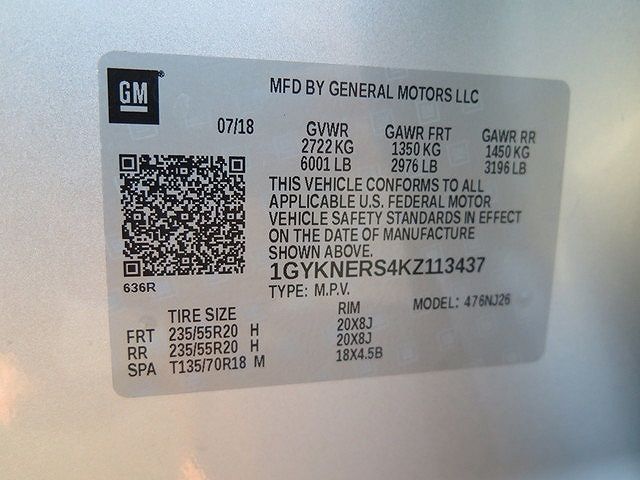 GM
MFD BY GENERAL MOTORS LLC
07/18 GVWR GAWR FRT GAWR RR
2722 KG 1350 KG 1450 KG
6001 LB 2976 LB 3196 LB
THIS VEHICLE CONFORMS TO ALL
APPLICABLE U.S. FEDERAL MOTOR
VEHICLE SAFETY STANDARDS IN EFFECT
ON THE DATE OF MANUFACTURE
SHOWN ABOVE.
1GYKNERS4KZ113437
636R
TYPE: M.P.V. MODEL: 476NJ26
TIRE SIZE RIM
FRT 235/55R20 H 20X8J
RR 235/55R20 H 20X8J
SPA T135/70R18 M 18X4.5B